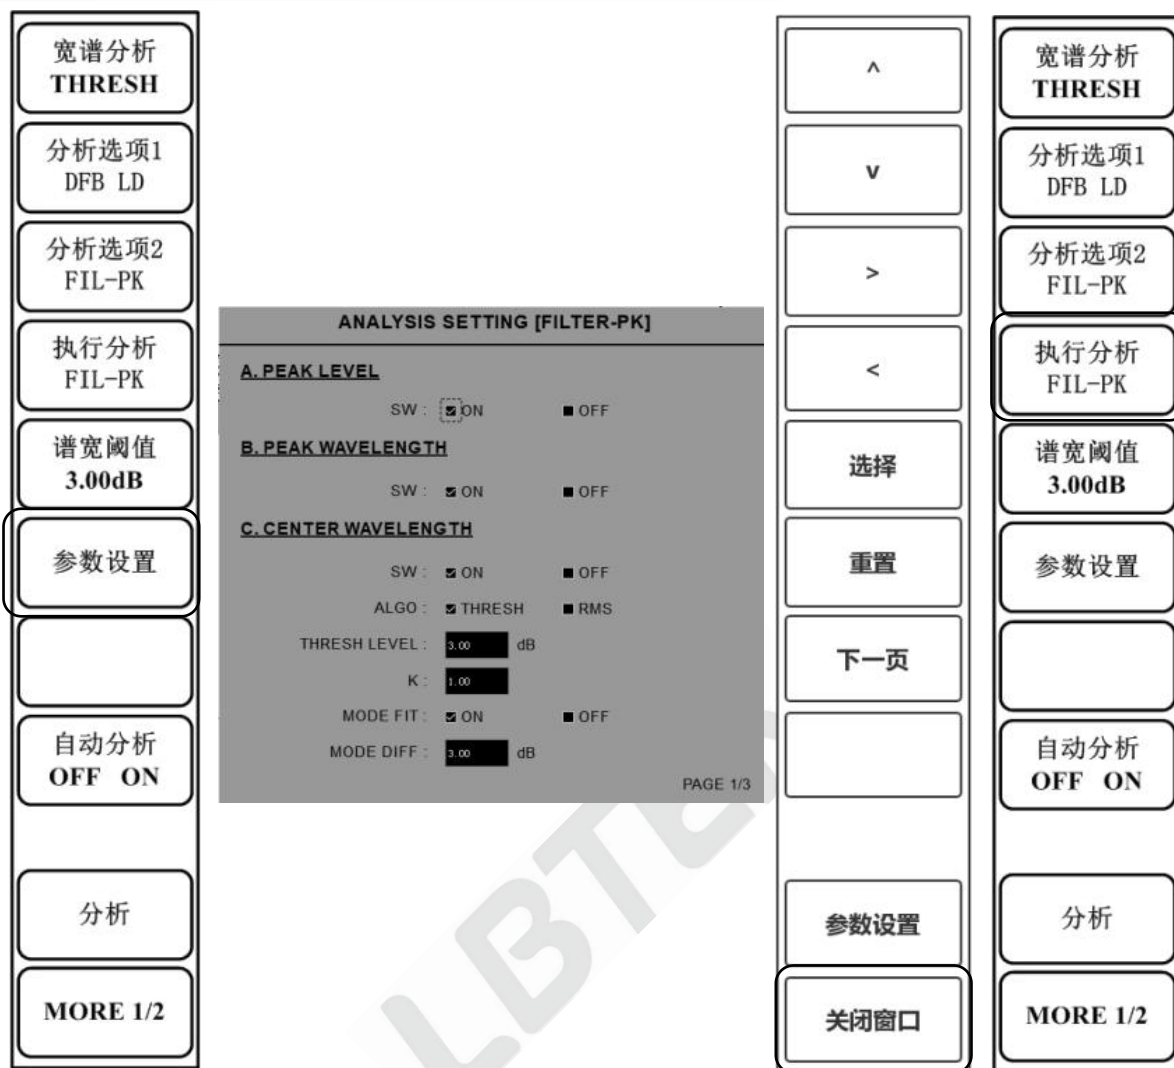 宽谱分析
THRESH
分析选项1
DFB LD
分析选项2
FIL-PK
执行分析
FIL-PK
谱宽阈值
3.00dB
参数设置
自动分析
OFF ON
分析
MORE 1/2
ANALYSIS SETTING [FILTER-PK]
A. PEAK LEVEL
SW : ON OFF
B. PEAK WAVELENGTH
SW : ON OFF
C. CENTER WAVELENGTH
SW : ON OFF
ALGO : THRESH RMS
THRESH LEVEL : 3.00 dB
K : 1.00
MODE FIT : ON OFF
MODE DIFF : 3.00 dB
PAGE 1/3
^
v
>
<
选择
重置
下一页
参数设置
关闭窗口
宽谱分析
THRESH
分析选项1
DFB LD
分析选项2
FIL-PK
执行分析
FIL-PK
谱宽阈值
3.00dB
参数设置
自动分析
OFF ON
分析
MORE 1/2
LBTE